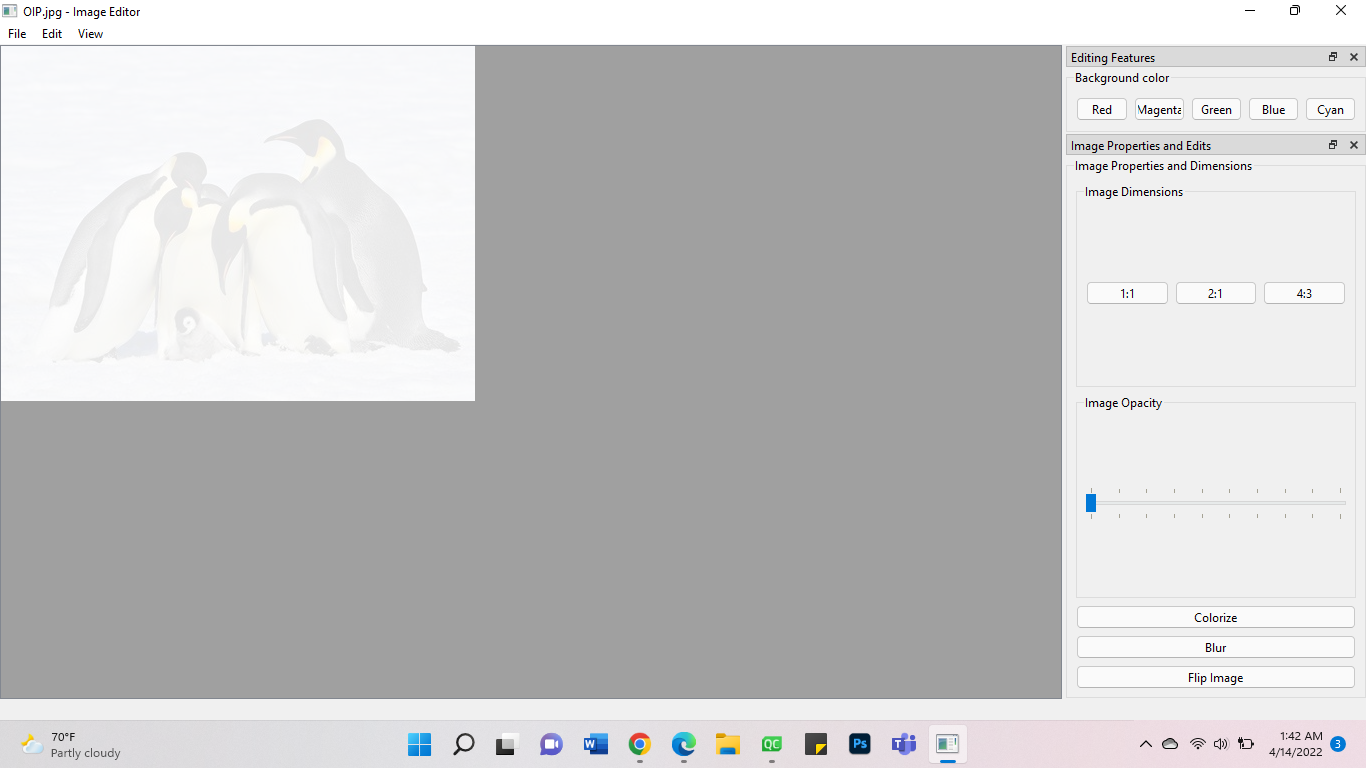 OIP.jpg - Image Editor
File Edit View
Editing Features
Background color
Red Magenta Green Blue Cyan
Image Properties and Edits
Image Properties and Dimensions
Image Dimensions
1:1 2:1 4:3
Image Opacity
Colorize
Blur
Flip Image
70°F
Partly cloudy
W
QC
Ps
T
1:42 AM
4/14/2022
3